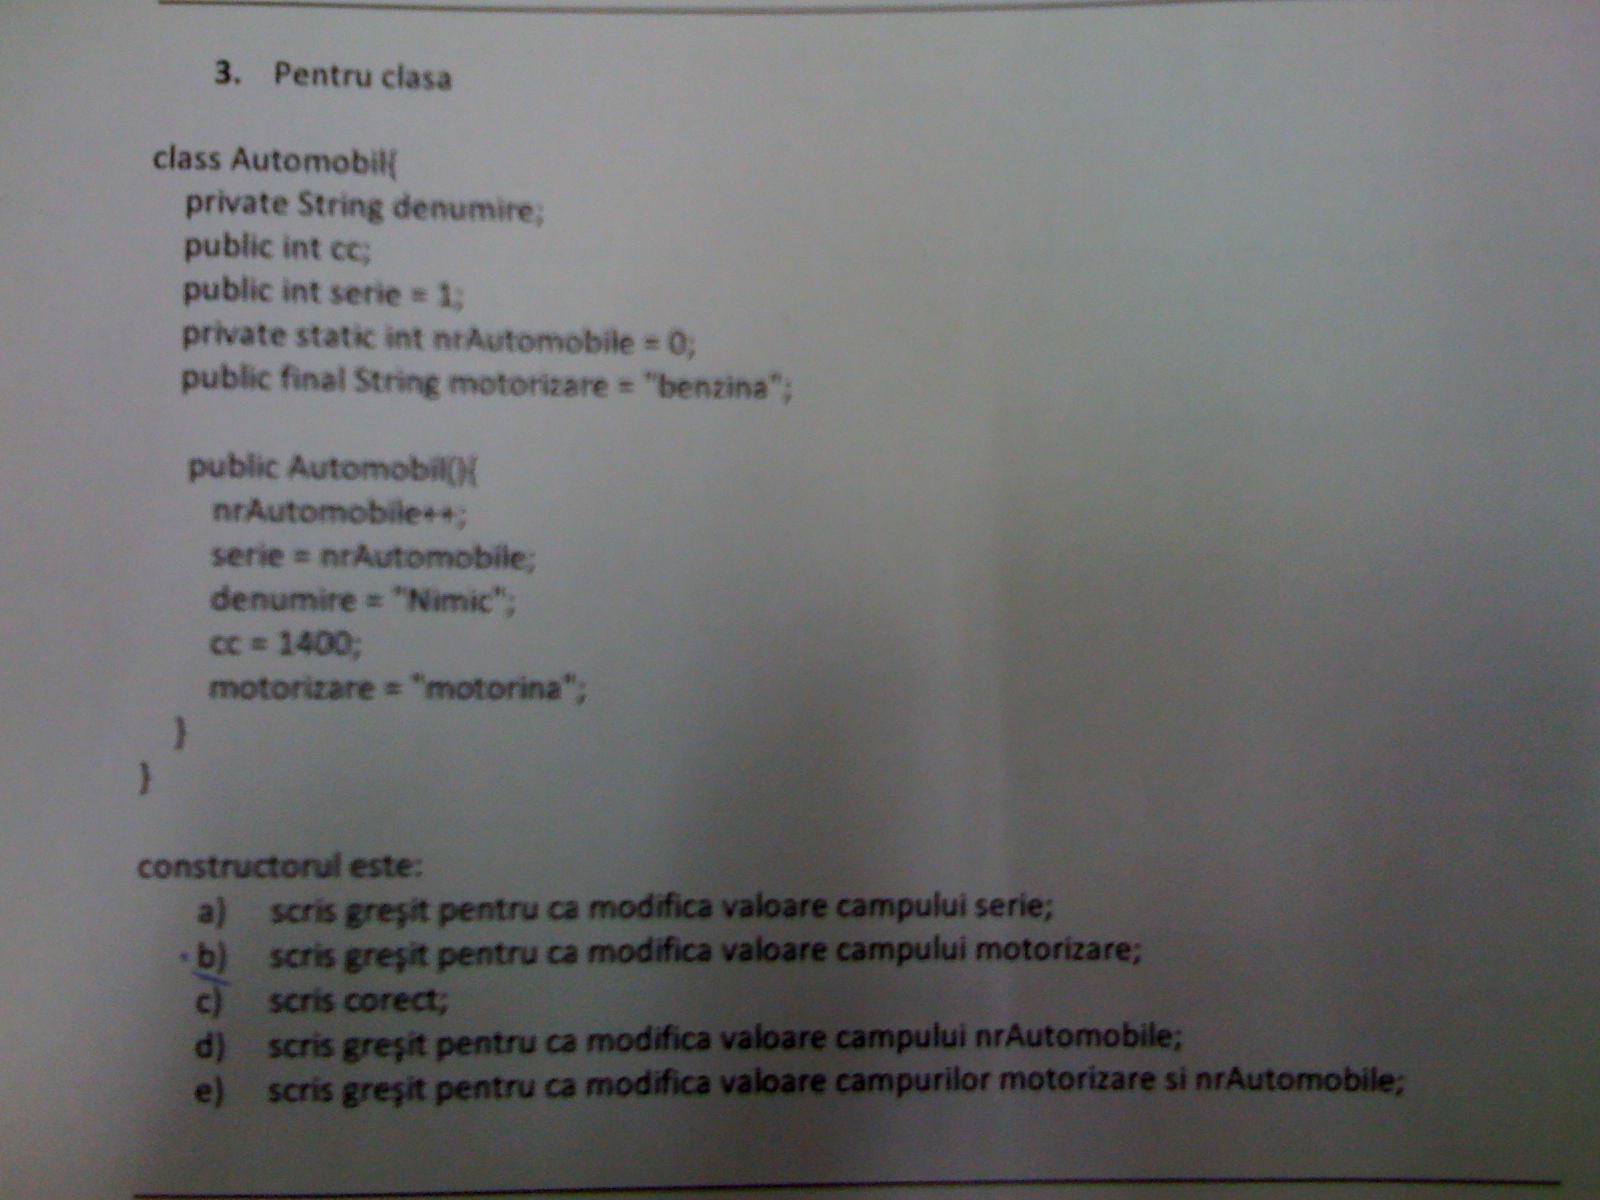 3. Pentru clasa
class Automobil{
private String denumire;
public int cc;
public int serie = 1;
private static int nrAutomobile = 0;
public final String motorizare = "benzina";
public Automobil(){
nrAutomobile++;
serie = nrAutomobile;
denumire = "Nimic";
cc = 1400;
motorizare = "motorina";
}
}
constructorul este:
a) scris greşit pentru ca modifica valoare campului serie;
b) scris greşit pentru ca modifica valoare campului motorizare;
c) scris corect;
d) scris greşit pentru ca modifica valoare campului nrAutomobile;
e) scris greşit pentru ca modifica valoare campurilor motorizare si nrAutomobile;